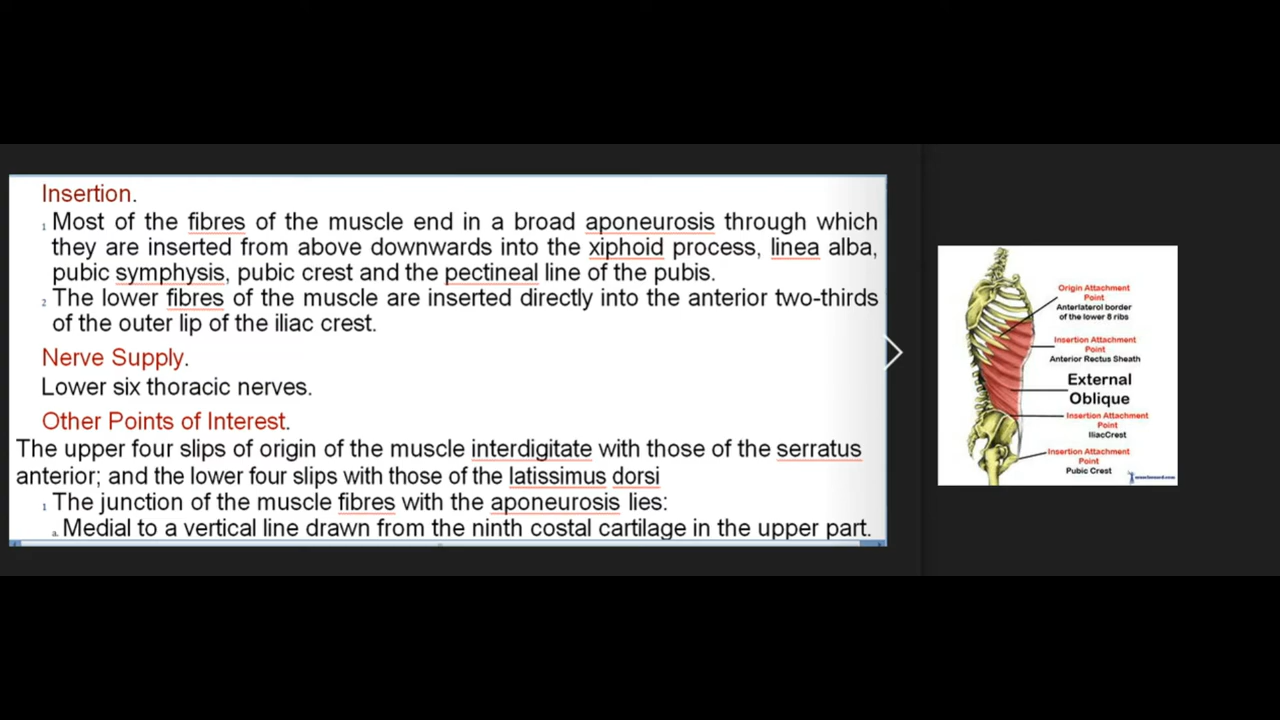 Insertion.
1 Most of the fibres of the muscle end in a broad aponeurosis through which
they are inserted from above downwards into the xiphoid process, linea alba,
pubic symphysis, pubic crest and the pectineal line of the pubis.
2 The lower fibres of the muscle are inserted directly into the anterior two-thirds
of the outer lip of the iliac crest.
Nerve Supply.
Lower six thoracic nerves.
Other Points of Interest.
The upper four slips of origin of the muscle interdigitate with those of the serratus
anterior; and the lower four slips with those of the latissimus dorsi
1 The junction of the muscle fibres with the aponeurosis lies:
a. Medial to a vertical line drawn from the ninth costal cartilage in the upper part.
Origin Attachment
Point
Anterlaterol border
of the lower 8 ribs
Insertion Attachment
Point
Anterior Rectus Sheath
External
Oblique
Insertion Attachment
Point
IliacCrest
Insertion Attachment
Point
Pubic Crest